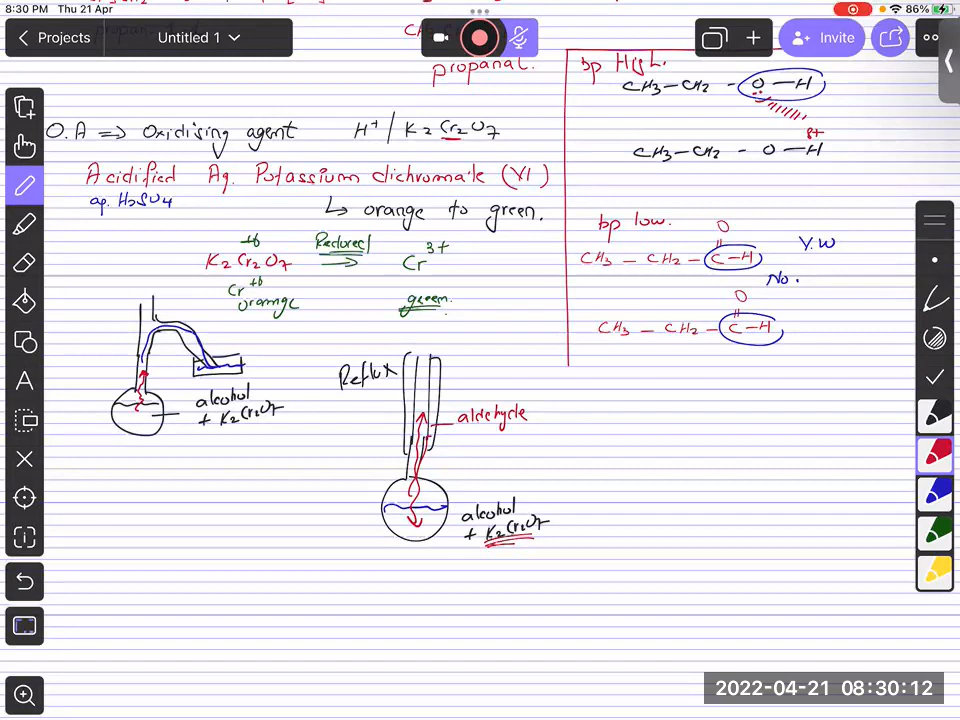 8:30 PM Thu 21 Apr
86%
Projects
Untitled 1
Invite
propanal.
O.A ⇒ Oxidising agent H+ / K2Cr2O7
Acidified Aq. Potassium dichromate (VI)
aq. H2SO4
↳ orange to green.
+6
K2Cr2O7 Reduced → Cr3+
Cr+6
orange
green.
alcohol
+ K2Cr2O7
Reflux
aldehyde
alcohol
+ K2Cr2O7
bp High.
CH3-CH2-O-H
δ+
CH3-CH2-O-H
bp low.
O
CH3-CH2-C-H
V.W
No.
O
CH3-CH2-C-H
A
2022-04-21 08:30:12